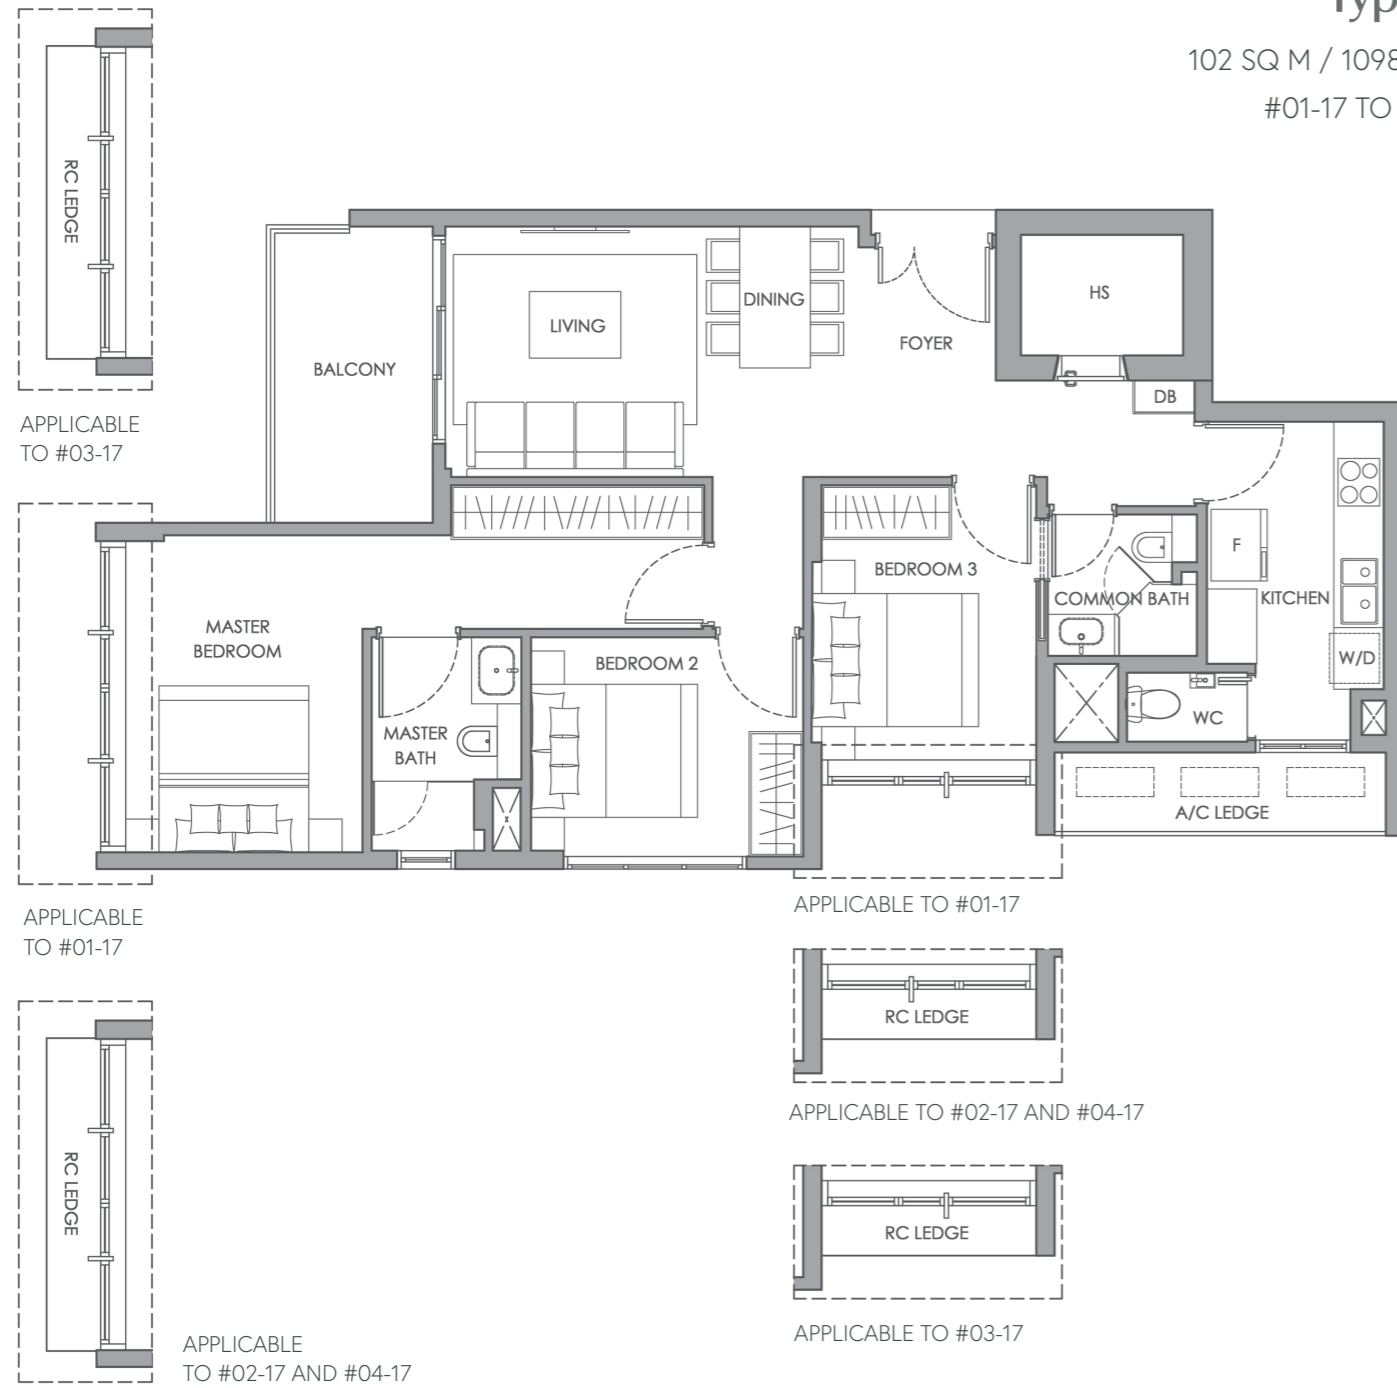 102 SQ M / 1098
#01-17 TO
RC LEDGE
APPLICABLE
TO #03-17
HS
DINING
LIVING
FOYER
BALCONY
DB
F
BEDROOM 3
COMMON BATH
KITCHEN
MASTER
BEDROOM
BEDROOM 2
W/D
WC
MASTER
BATH
A/C LEDGE
APPLICABLE TO #01-17
APPLICABLE
TO #01-17
RC LEDGE
APPLICABLE TO #02-17 AND #04-17
RC LEDGE
RC LEDGE
APPLICABLE TO #03-17
APPLICABLE
TO #02-17 AND #04-17